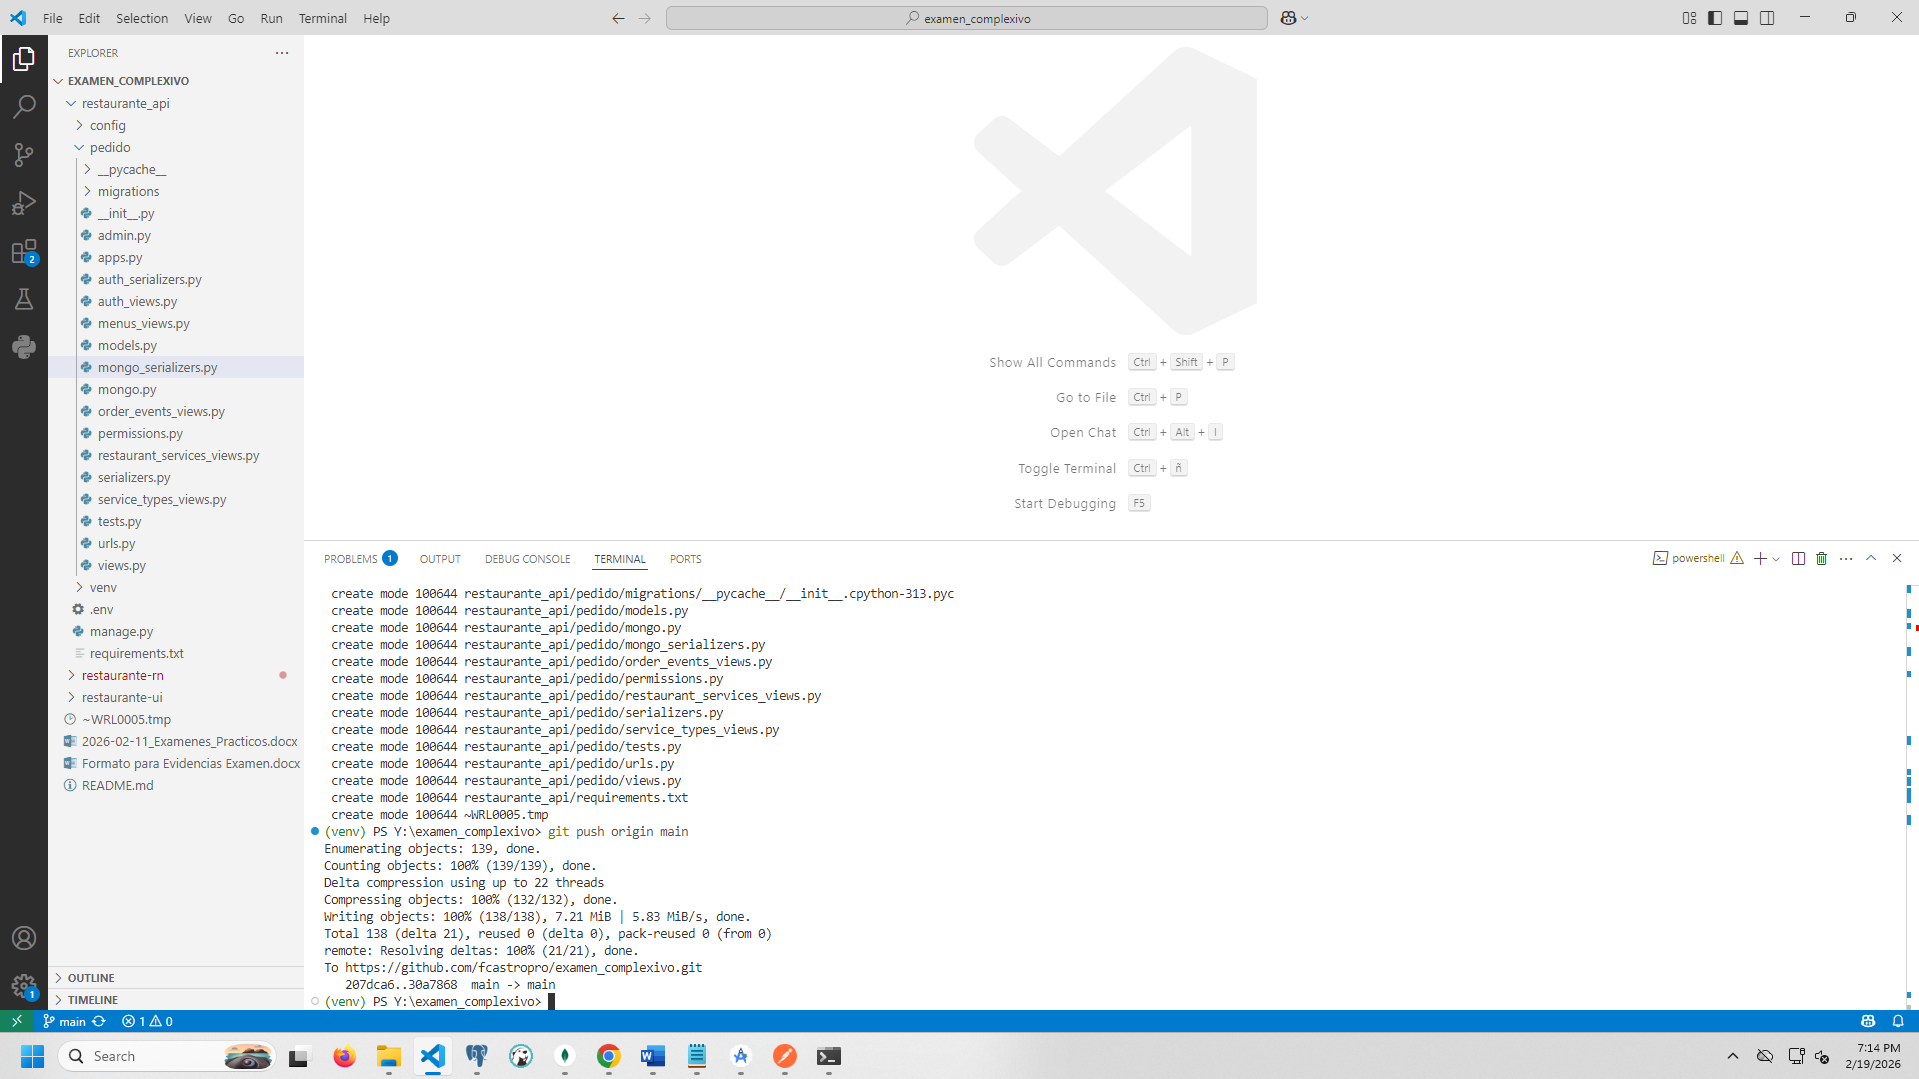 File Edit Selection View Go Run Terminal Help
examen_complexivo
EXPLORER
EXAMEN_COMPLEXIVO
restaurante_api
config
pedido
__pycache__
migrations
__init__.py
admin.py
apps.py
auth_serializers.py
auth_views.py
menus_views.py
models.py
mongo_serializers.py
mongo.py
order_events_views.py
permissions.py
restaurant_services_views.py
serializers.py
service_types_views.py
tests.py
urls.py
views.py
venv
.env
manage.py
requirements.txt
restaurante-rn
restaurante-ui
~WRL0005.tmp
2026-02-11_Examenes_Practicos.docx
Formato para Evidencias Examen.docx
README.md
OUTLINE
TIMELINE
2
1
Show All Commands Ctrl + Shift + P
Go to File Ctrl + P
Open Chat Ctrl + Alt + I
Toggle Terminal Ctrl + ñ
Start Debugging F5
PROBLEMS 1 OUTPUT DEBUG CONSOLE TERMINAL PORTS
powershell
create mode 100644 restaurante_api/pedido/migrations/__pycache__/__init__.cpython-313.pyc
create mode 100644 restaurante_api/pedido/models.py
create mode 100644 restaurante_api/pedido/mongo.py
create mode 100644 restaurante_api/pedido/mongo_serializers.py
create mode 100644 restaurante_api/pedido/order_events_views.py
create mode 100644 restaurante_api/pedido/permissions.py
create mode 100644 restaurante_api/pedido/restaurant_services_views.py
create mode 100644 restaurante_api/pedido/serializers.py
create mode 100644 restaurante_api/pedido/service_types_views.py
create mode 100644 restaurante_api/pedido/tests.py
create mode 100644 restaurante_api/pedido/urls.py
create mode 100644 restaurante_api/pedido/views.py
create mode 100644 restaurante_api/requirements.txt
create mode 100644 ~WRL0005.tmp
(venv) PS Y:\examen_complexivo> git push origin main
Enumerating objects: 139, done.
Counting objects: 100% (139/139), done.
Delta compression using up to 22 threads
Compressing objects: 100% (132/132), done.
Writing objects: 100% (138/138), 7.21 MiB | 5.83 MiB/s, done.
Total 138 (delta 21), reused 0 (delta 0), pack-reused 0 (from 0)
remote: Resolving deltas: 100% (21/21), done.
To https://github.com/fcastropro/examen_complexivo.git
207dca6..30a7868 main -> main
(venv) PS Y:\examen_complexivo>
main 1 0
Search
7:14 PM
2/19/2026